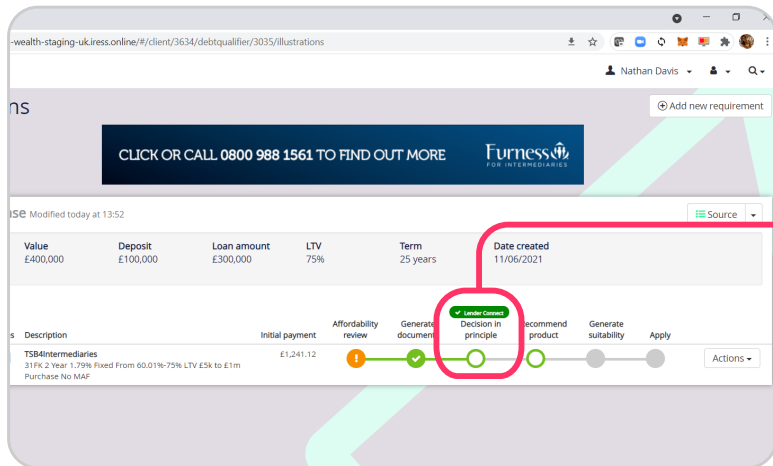 -wealth-staging-uk.iress.online/#/client/3634/debtqualifier/3035/illustrations
Nathan Davis
ns
Add new requirement
CLICK OR CALL 0800 988 1561 TO FIND OUT MORE
Furness
FOR INTERMEDIARIES
ase Modified today at 13:52
Source
Value Deposit Loan amount LTV Term Date created
£400,000 £100,000 £300,000 75% 25 years 11/06/2021
Lender Connect
s Description Initial payment Affordability review Generate document Decision in principle Recommend product Generate suitability Apply
TSB4Intermediaries £1,241.12 Actions
31FK 2 Year 1.79% Fixed From 60.01%-75% LTV £5k to £1m
Purchase No MAF